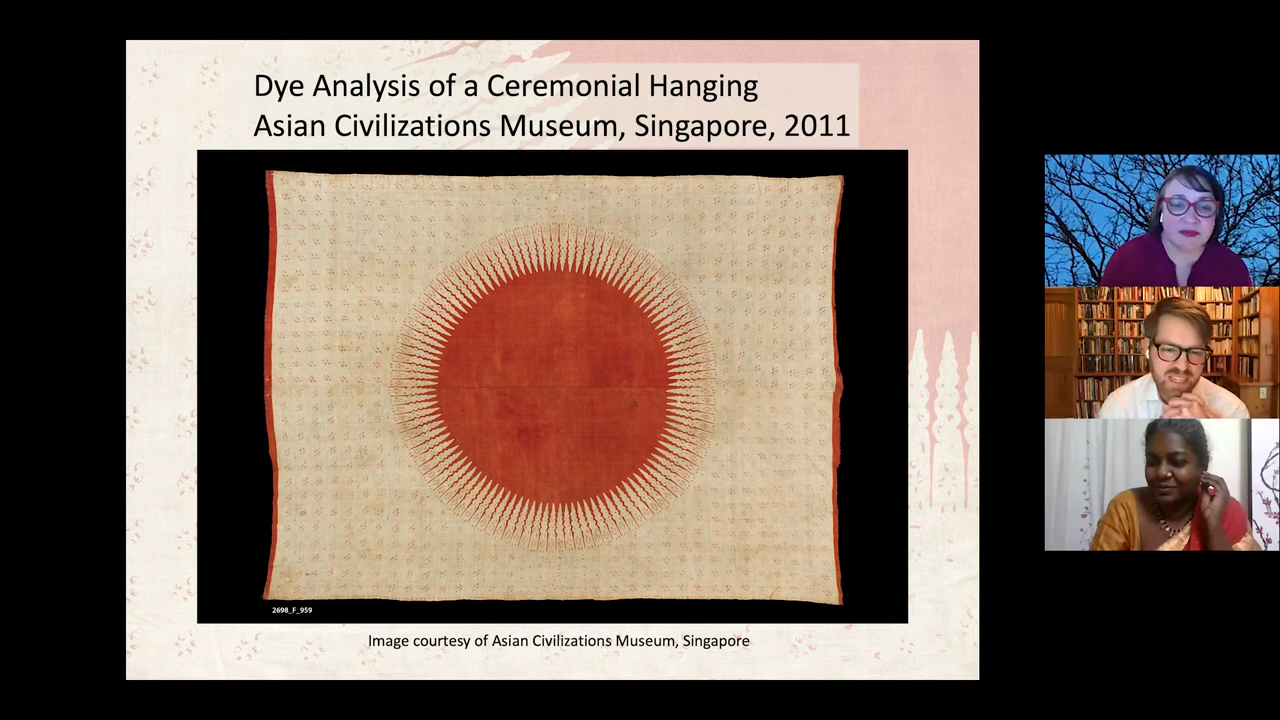 Dye Analysis of a Ceremonial Hanging
Asian Civilizations Museum, Singapore, 2011
2698_F_959
Image courtesy of Asian Civilizations Museum, Singapore